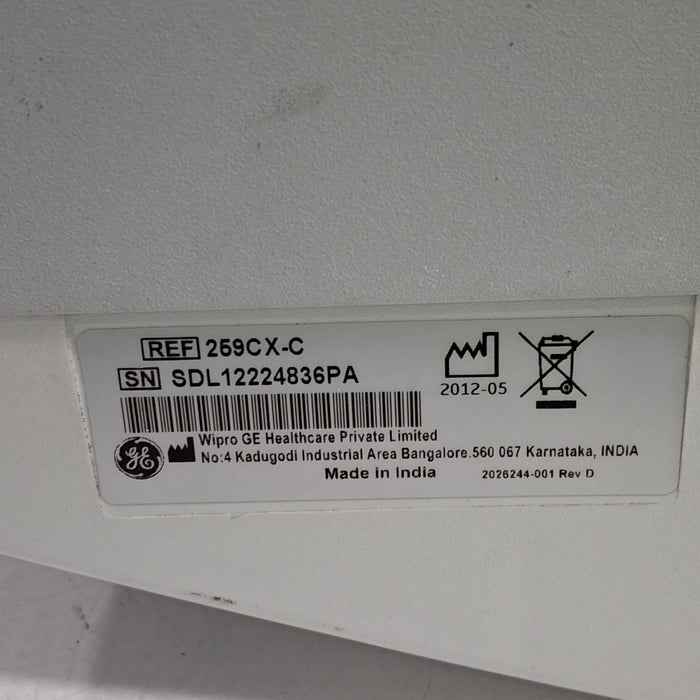 REF 259CX-C
SN SDL12224836PA
2012-05
GE
Wipro GE Healthcare Private Limited
No:4 Kadugodi Industrial Area Bangalore.560 067 Karnataka, INDIA
Made in India
2026244-001 Rev D